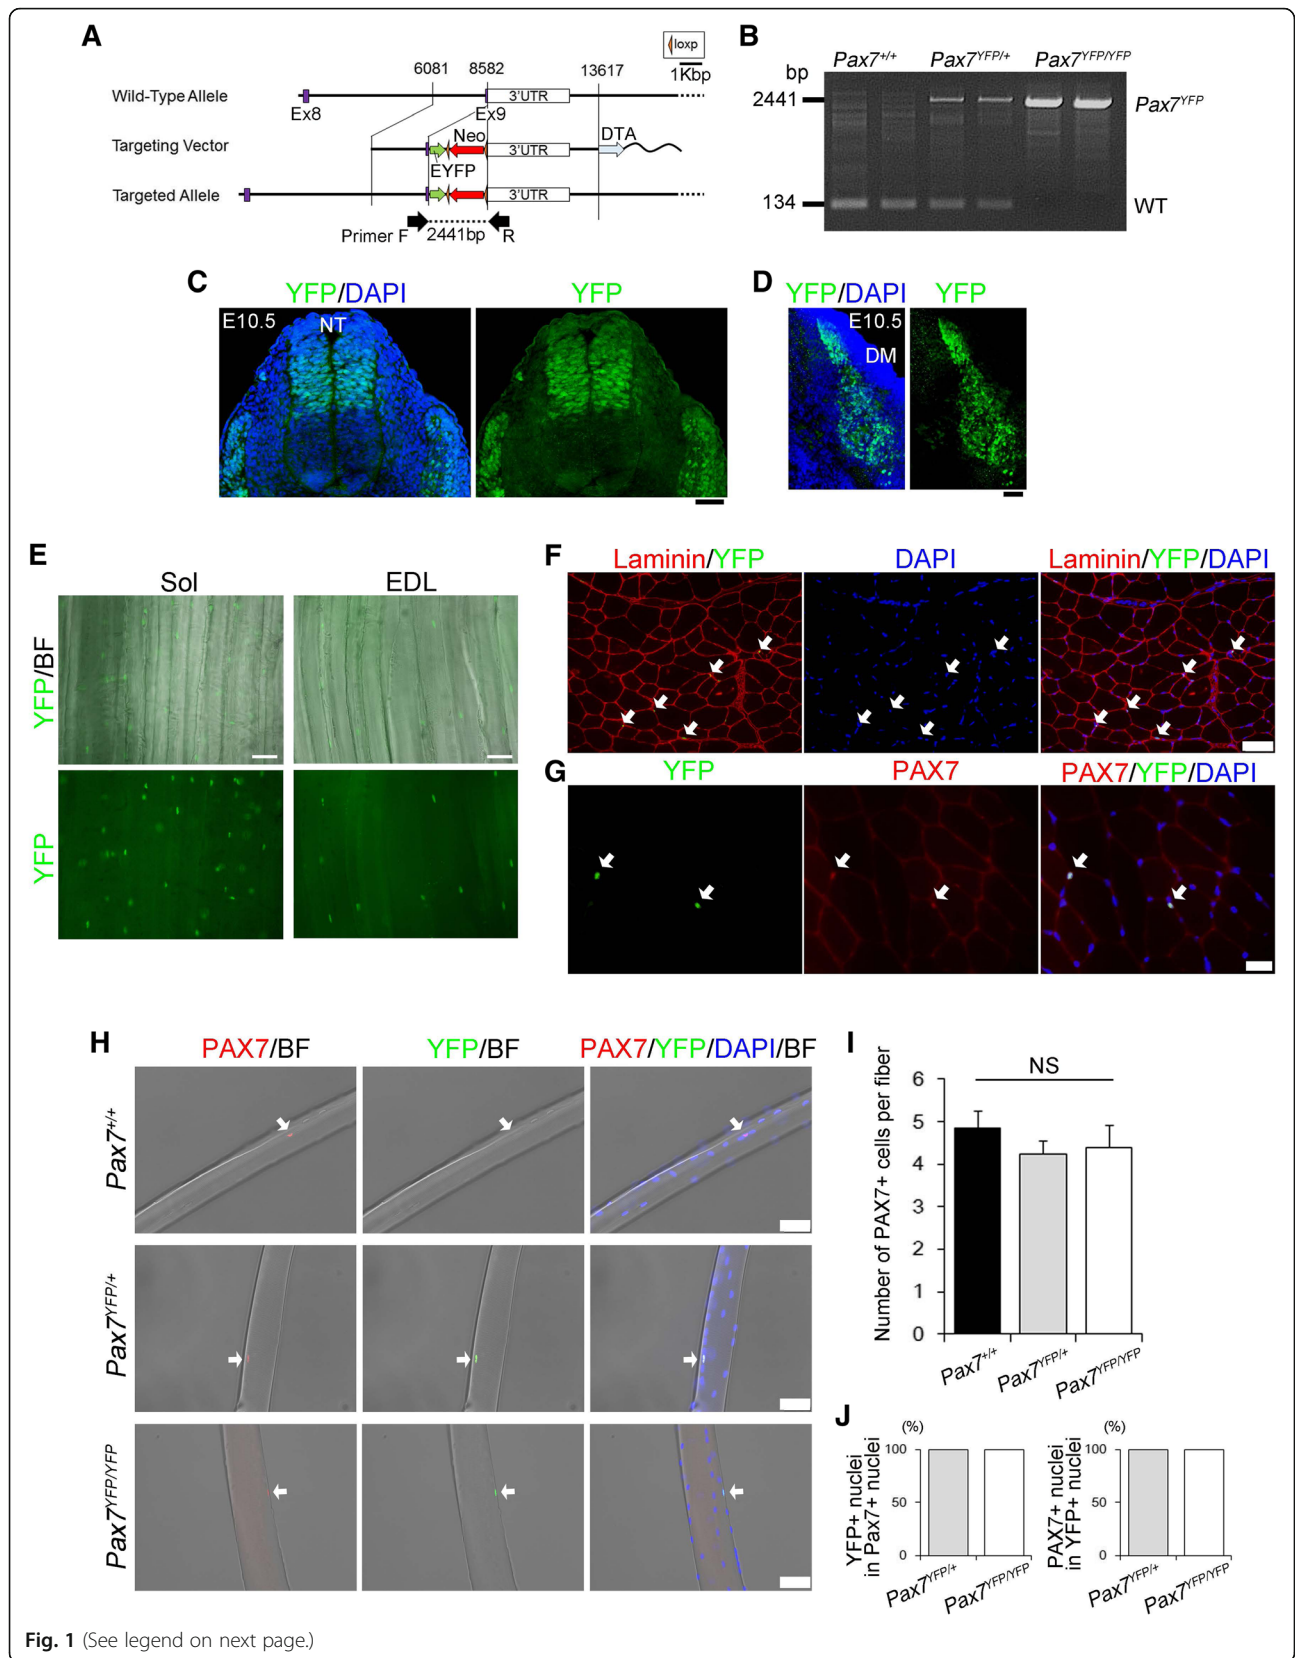 A
loxp
1Kbp
6081 8582 13617
Wild-Type Allele
3'UTR
Ex8
Ex9
Targeting Vector
Neo
3'UTR
DTA
EYFP
Targeted Allele
3'UTR
Primer F
2441bp
R
B
Pax7+/+ Pax7YFP/+ Pax7YFP/YFP
bp
2441
Pax7YFP
134
WT
C
YFP/DAPI YFP
E10.5
NT
D
YFP/DAPI YFP
E10.5
DM
E
Sol EDL
YFP/BF
YFP
F
Laminin/YFP DAPI Laminin/YFP/DAPI
G
YFP PAX7 PAX7/YFP/DAPI
H
PAX7/BF YFP/BF PAX7/YFP/DAPI/BF
Pax7+/+
Pax7YFP/+
Pax7YFP/YFP
I
NS
Number of PAX7+ cells per fiber
6
5
4
3
2
1
0
Pax7+/+ Pax7YFP/+ Pax7YFP/YFP
J
(%)
YFP+ nuclei
in Pax7+ nuclei
100
50
0
Pax7YFP/+ Pax7YFP/YFP
(%)
PAX7+ nuclei
in YFP+ nuclei
100
50
0
Pax7YFP/+ Pax7YFP/YFP
Fig. 1 (See legend on next page.)